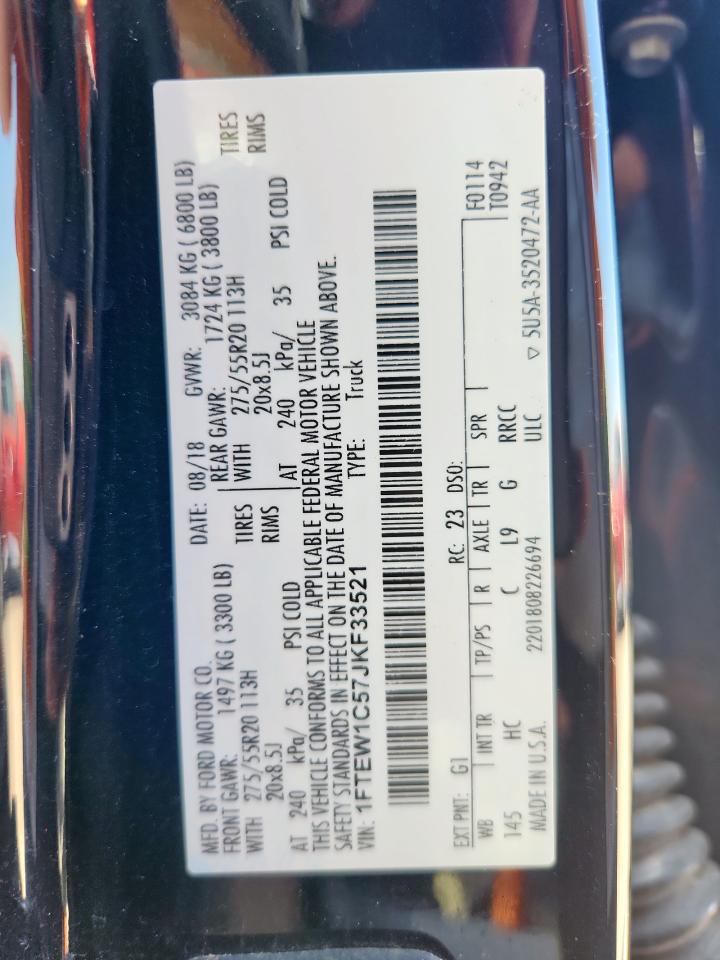 MFD. BY FORD MOTOR CO. DATE: 08/18 GVWR: 3084 KG ( 6800 LB)
FRONT GAWR: 1497 KG ( 3300 LB) REAR GAWR: 1724 KG ( 3800 LB)
WITH 275/55R20 113H TIRES WITH 275/55R20 113H TIRES
20x8.5J RIMS 20x8.5J RIMS
AT 240 kPa/ 35 PSI COLD AT 240 kPa/ 35 PSI COLD
THIS VEHICLE CONFORMS TO ALL APPLICABLE FEDERAL MOTOR VEHICLE
SAFETY STANDARDS IN EFFECT ON THE DATE OF MANUFACTURE SHOWN ABOVE.
VIN: 1FTEW1C57JKF33521 TYPE: Truck
EXT PNT: G1 RC: 23 DSO:
WB INT TR TP/PS R AXLE TR SPR F0114
145 HC C L9 G RRCC T0942
MADE IN U.S.A. 2201808226694 ULC ▽ 5U5A-3520472-AA